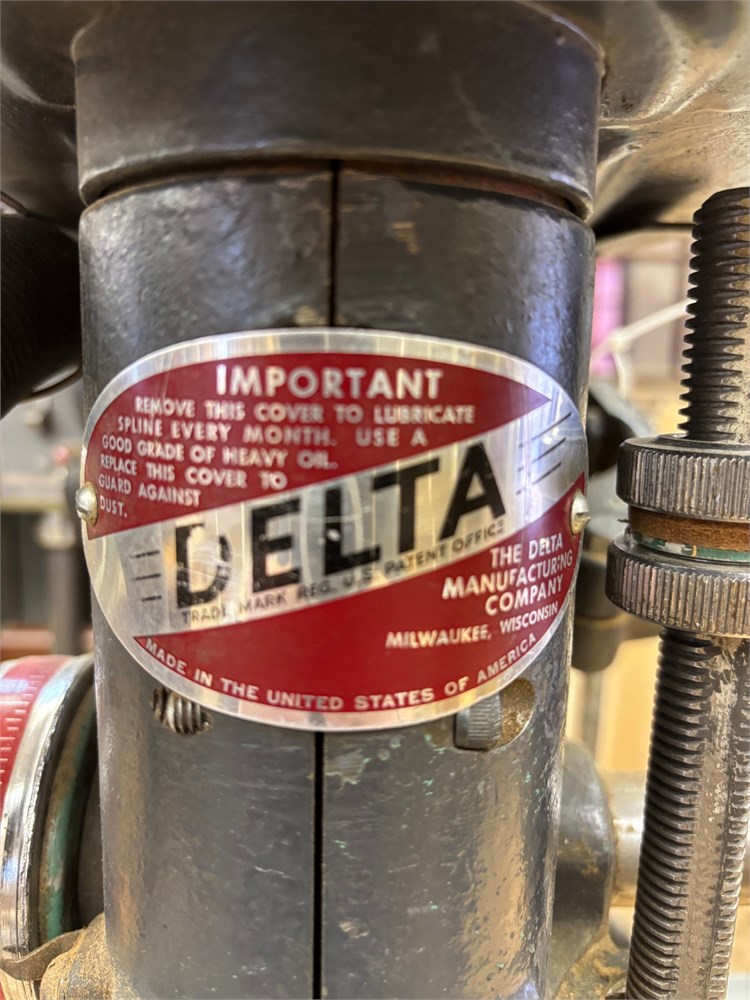 IMPORTANT
REMOVE THIS COVER TO LUBRICATE
SPLINE EVERY MONTH. USE A
GOOD GRADE OF HEAVY OIL.
REPLACE THIS COVER TO
GUARD AGAINST
DUST.
DELTA
TRADE MARK REG. U.S. PATENT OFFICE
THE DELTA
MANUFACTURING
COMPANY
MILWAUKEE, WISCONSIN
MADE IN THE UNITED STATES OF AMERICA